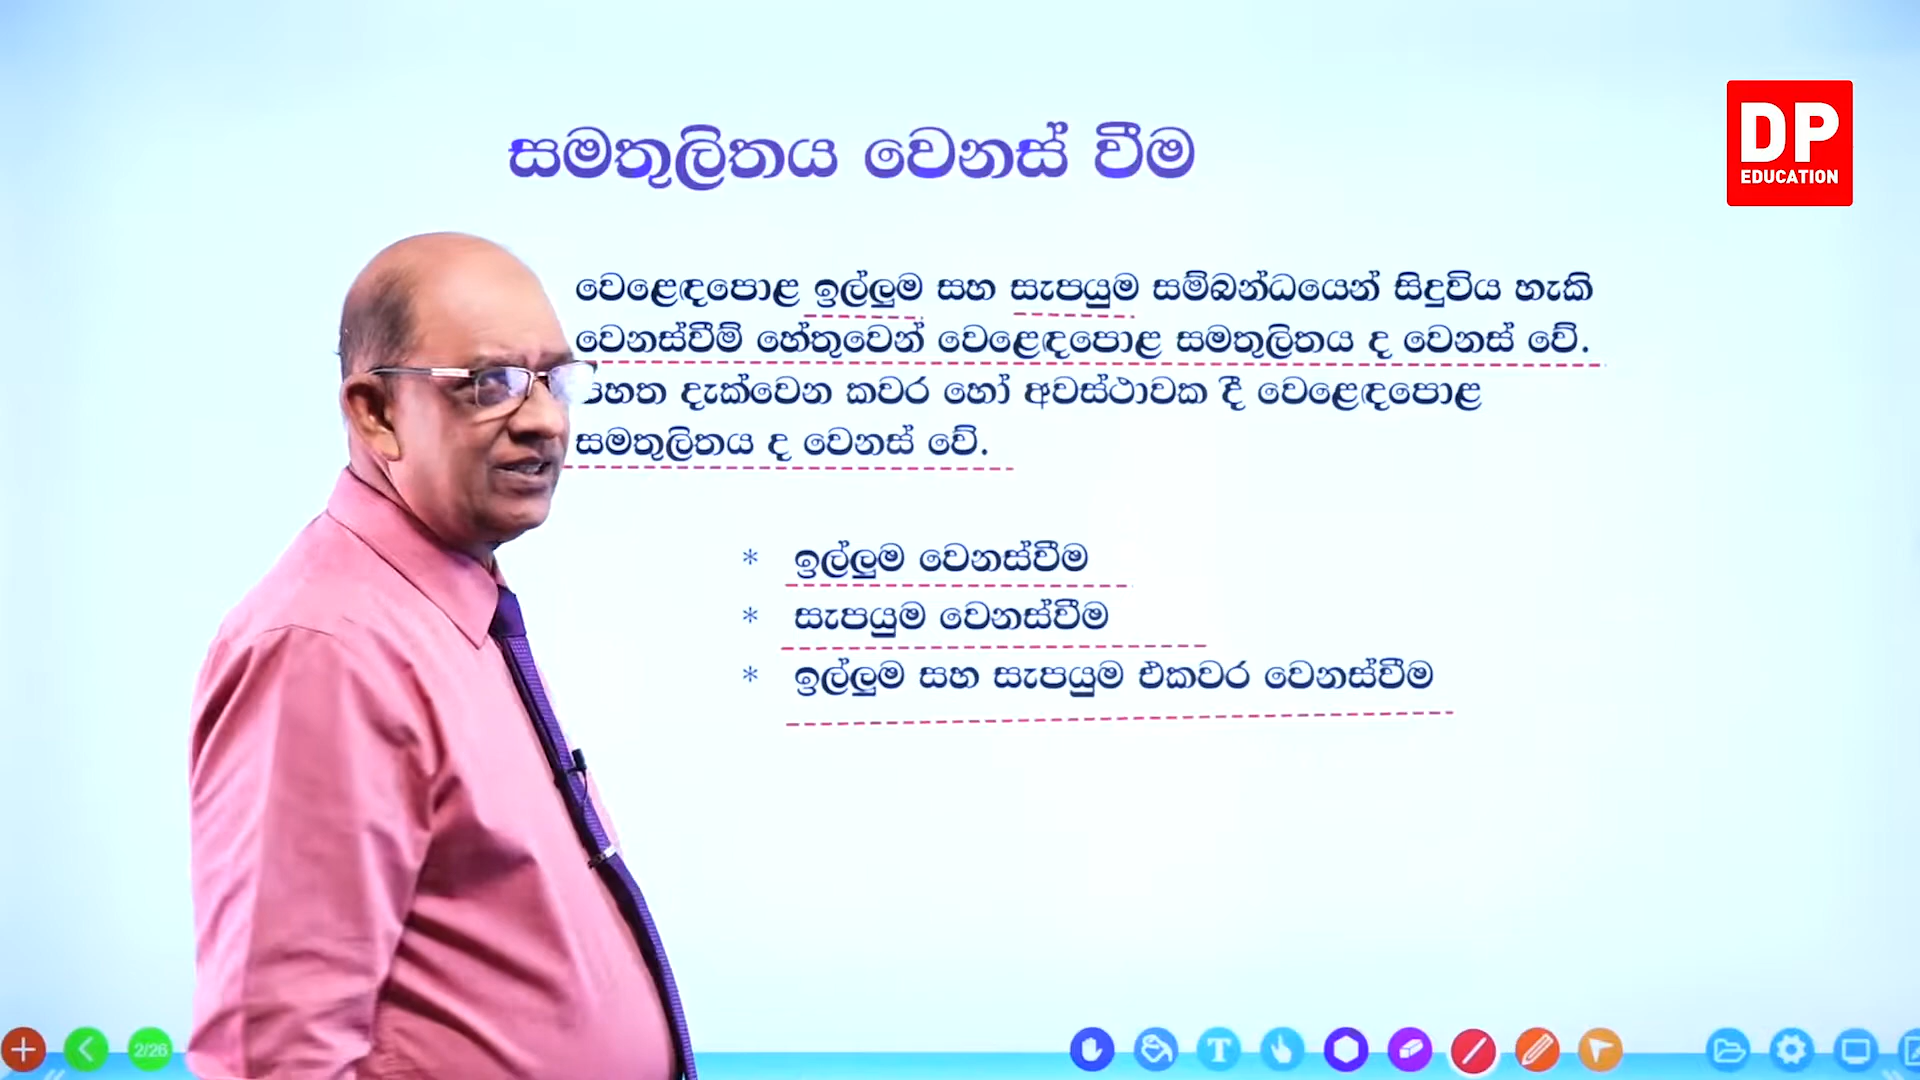 සමතුලිතය වෙනස් වීම
DP
EDUCATION
වෙළෙඳපොළ ඉල්ලුම සහ සැපයුම සම්බන්ධයෙන් සිදුවිය හැකි
වෙනස්වීම් හේතුවෙන් වෙළෙඳපොළ සමතුලිතය ද වෙනස් වේ.
දැක්වෙන කවර හෝ අවස්ථාවක දී වෙළෙඳපොළ
සමතුලිතය ද වෙනස් වේ.
* ඉල්ලුම වෙනස්වීම
* සැපයුම වෙනස්වීම
* ඉල්ලුම සහ සැපයුම එකවර වෙනස්වීම
2/26
T